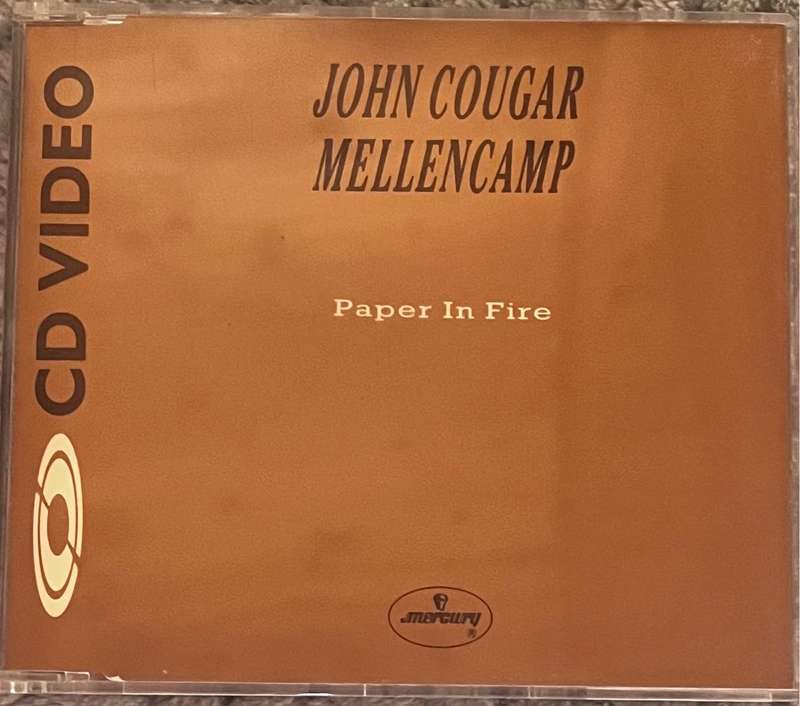 JOHN COUGAR
MELLENCAMP
Paper In Fire
CD VIDEO
mercury
®